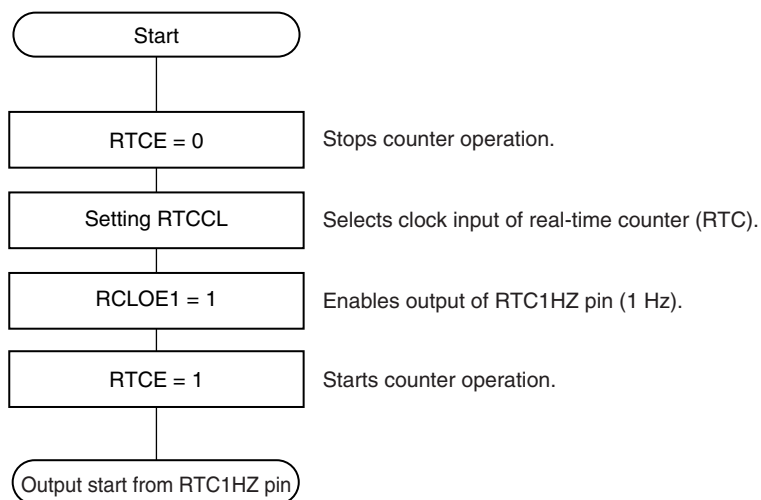 Start
RTCE = 0
Stops counter operation.
Setting RTCCL
Selects clock input of real-time counter (RTC).
RCLOE1 = 1
Enables output of RTC1HZ pin (1 Hz).
RTCE = 1
Starts counter operation.
Output start from RTC1HZ pin